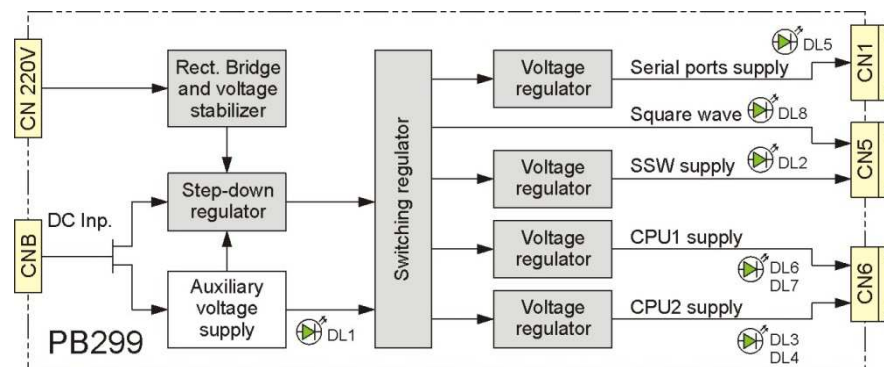 CN 220V
Rect. Bridge
and voltage
stabilizer
Step-down
regulator
DC Inp.
CNB
Auxiliary
voltage
supply
DL1
PB299
Switching regulator
Voltage
regulator
Serial ports supply
DL5
CN1
Square wave
DL8
Voltage
regulator
SSW supply
DL2
CN5
Voltage
regulator
CPU1 supply
DL6
DL7
CN6
Voltage
regulator
CPU2 supply
DL3
DL4